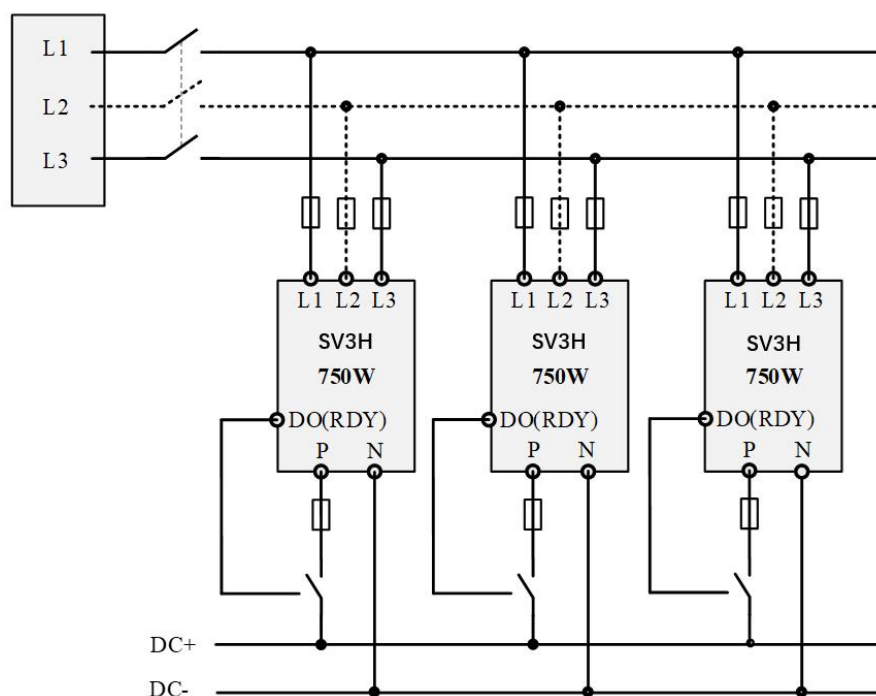 L1
L2
L3
L1 L2 L3
SV3H
750W
DO(RDY)
P N
L1 L2 L3
SV3H
750W
DO(RDY)
P N
L1 L2 L3
SV3H
750W
DO(RDY)
P N
DC+
DC-